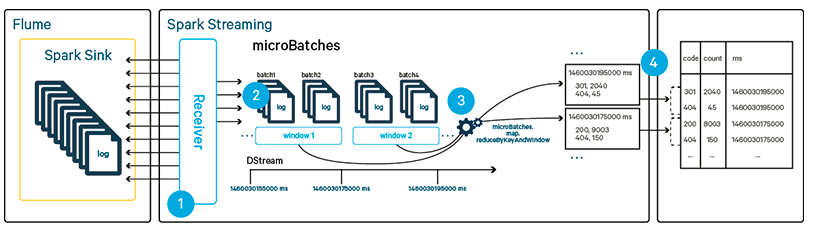 Flume
Spark Sink
log
Spark Streaming
Receiver
1
microBatches
batch1
batch2
batch3
batch4
2
log
log
log
log
3
...
window 1
window 2
...
microBatches.
map.
reduceByKeyAndWindow
DStream
1460030155000 ms
1460030175000 ms
1460030195000 ms
...
1460030195000 ms
301, 2040
404, 45
1460030175000 ms
200, 9003
404, 150
...
4
code count ms
301 2040 1460030195000
404 45 1460030195000
200 8003 1460030175000
404 150 1460030175000
... ... ...